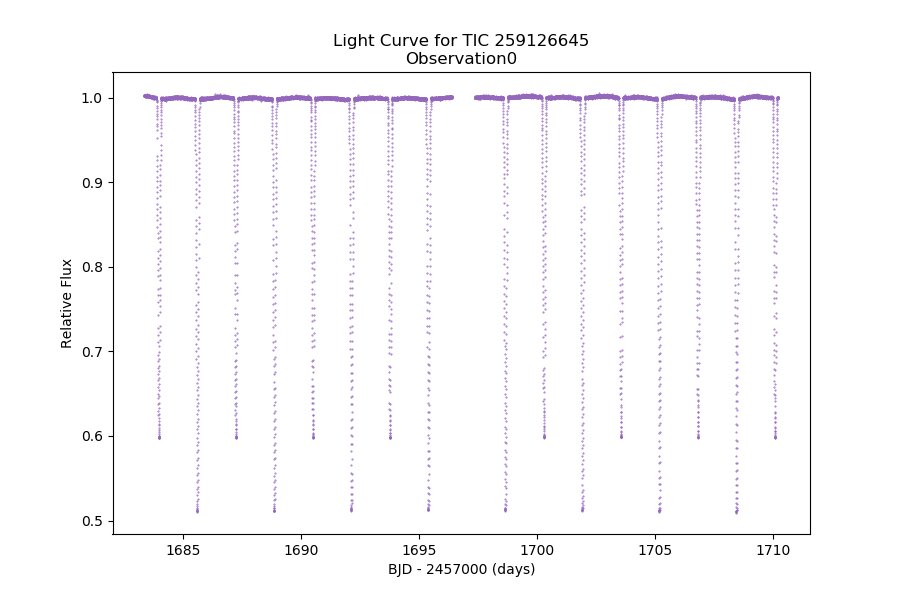 Light Curve for TIC 259126645
Observation0
1.0
0.9
0.8
0.7
0.6
0.5
Relative Flux
1685 1690 1695 1700 1705 1710
BJD - 2457000 (days)